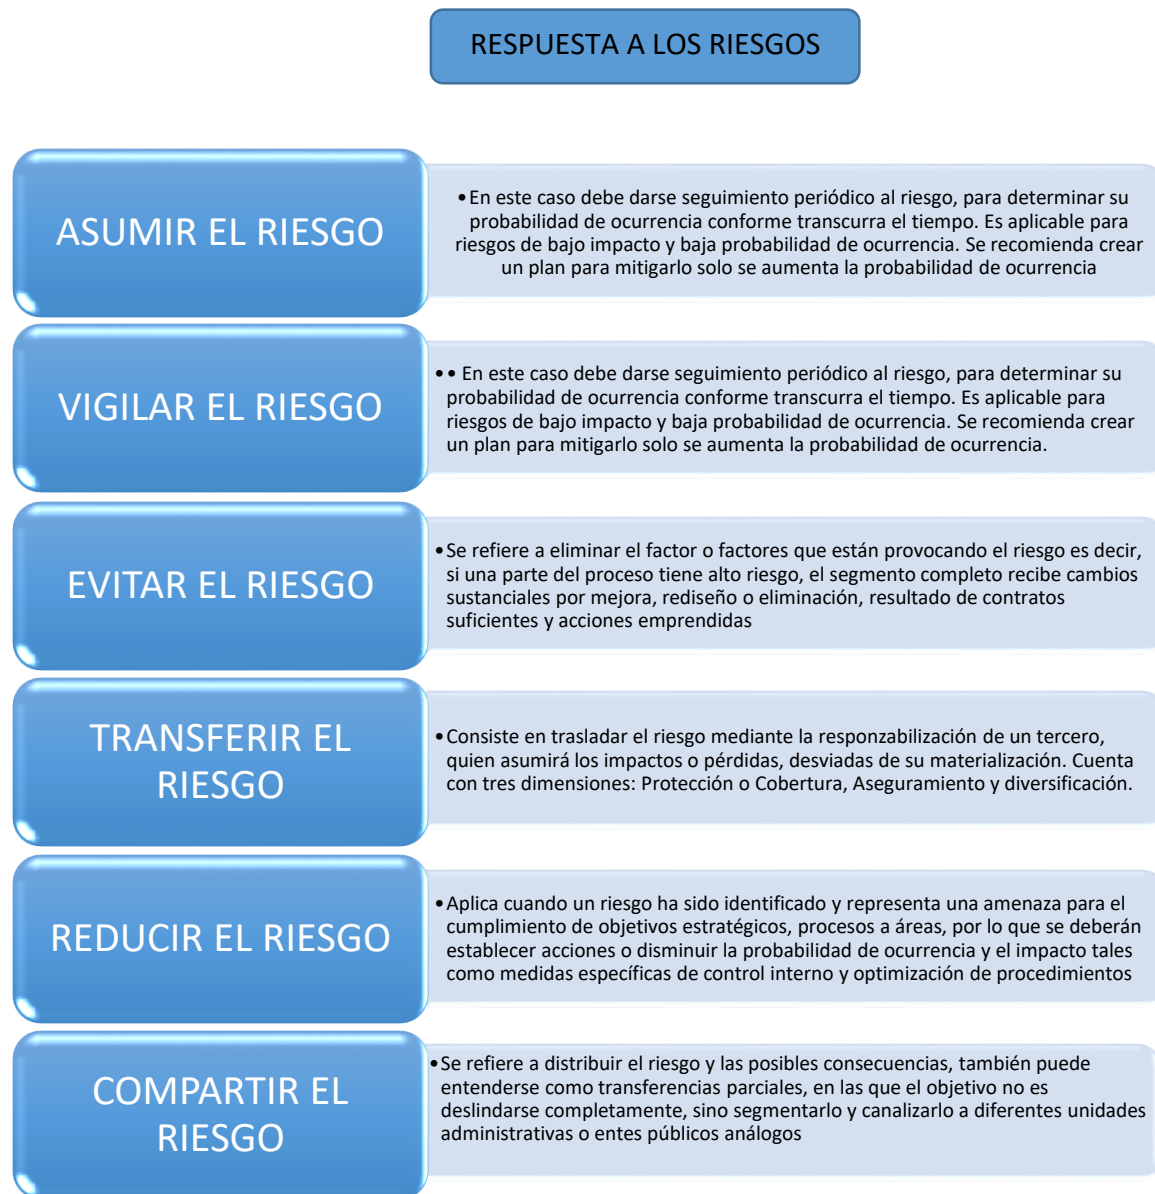 RESPUESTA A LOS RIESGOS
ASUMIR EL RIESGO
•En este caso debe darse seguimiento periódico al riesgo, para determinar su
probabilidad de ocurrencia conforme transcurra el tiempo. Es aplicable para
riesgos de bajo impacto y baja probabilidad de ocurrencia. Se recomienda crear
un plan para mitigarlo solo se aumenta la probabilidad de ocurrencia
VIGILAR EL RIESGO
•• En este caso debe darse seguimiento periódico al riesgo, para determinar su
probabilidad de ocurrencia conforme transcurra el tiempo. Es aplicable para
riesgos de bajo impacto y baja probabilidad de ocurrencia. Se recomienda crear
un plan para mitigarlo solo se aumenta la probabilidad de ocurrencia.
EVITAR EL RIESGO
•Se refiere a eliminar el factor o factores que están provocando el riesgo es decir,
si una parte del proceso tiene alto riesgo, el segmento completo recibe cambios
sustanciales por mejora, rediseño o eliminación, resultado de contratos
suficientes y acciones emprendidas
TRANSFERIR EL
RIESGO
•Consiste en trasladar el riesgo mediante la responzabilización de un tercero,
quien asumirá los impactos o pérdidas, desviadas de su materialización. Cuenta
con tres dimensiones: Protección o Cobertura, Aseguramiento y diversificación.
REDUCIR EL RIESGO
•Aplica cuando un riesgo ha sido identificado y representa una amenaza para el
cumplimiento de objetivos estratégicos, procesos a áreas, por lo que se deberán
establecer acciones o disminuir la probabilidad de ocurrencia y el impacto tales
como medidas específicas de control interno y optimización de procedimientos
COMPARTIR EL
RIESGO
•Se refiere a distribuir el riesgo y las posibles consecuencias, también puede
entenderse como transferencias parciales, en las que el objetivo no es
deslindarse completamente, sino segmentarlo y canalizarlo a diferentes unidades
administrativas o entes públicos análogos